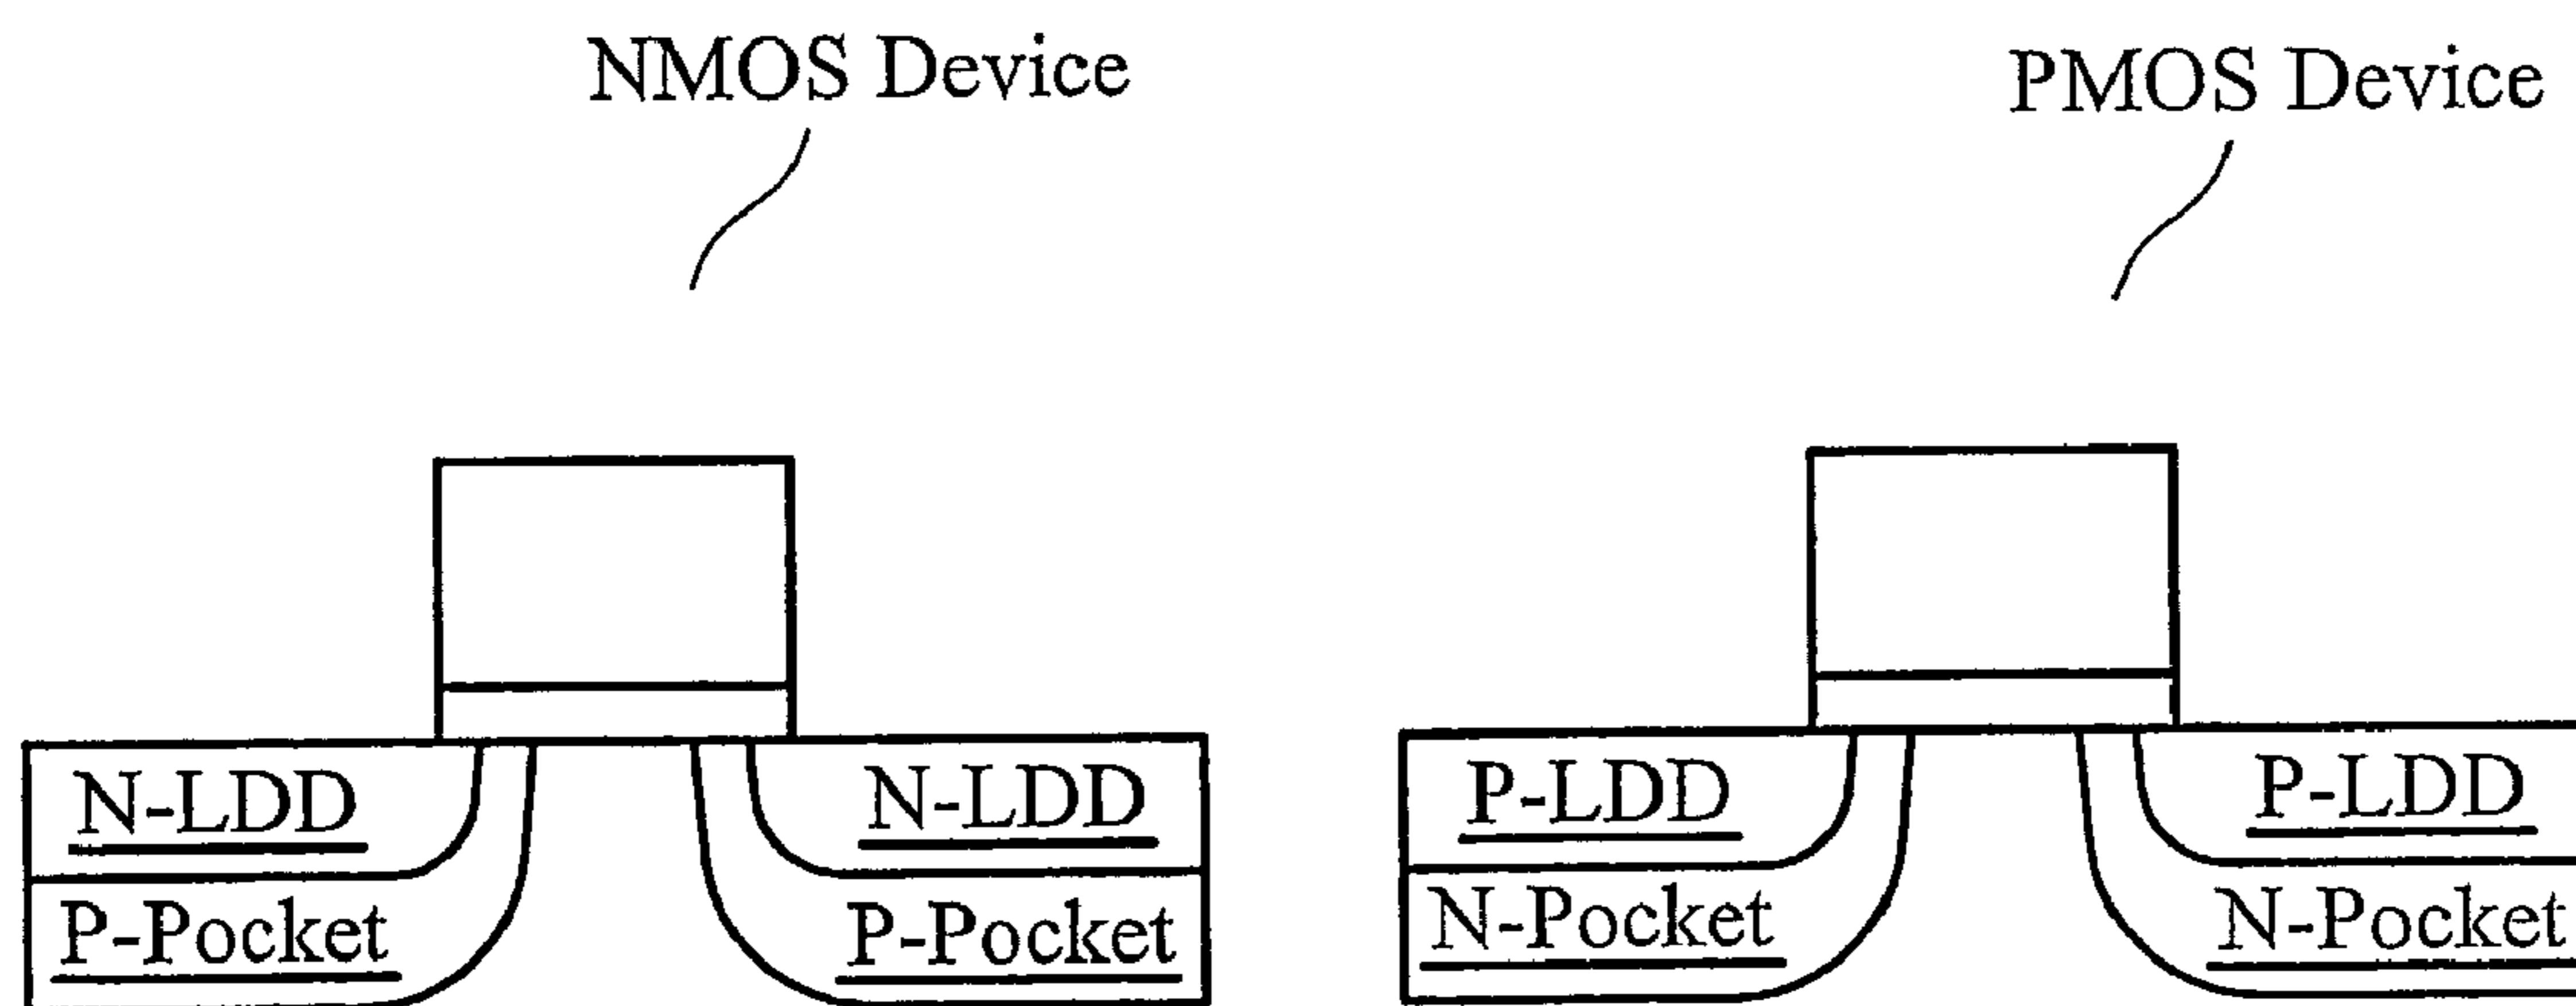 NMOS Device
PMOS Device
N-LDD
N-LDD
P-LDD
P-LDD
P-Pocket
P-Pocket
N-Pocket
N-Pocket